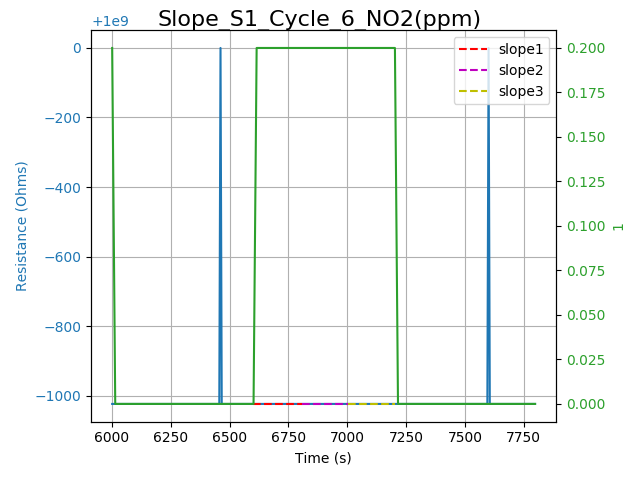 Slope_S1_Cycle_6_NO2(ppm)
+1e9
slope1
slope2
slope3
0
−200
−400
−600
−800
−1000
Resistance (Ohms)
0.200
0.175
0.150
0.125
0.100
0.075
0.050
0.025
0.000
1
6000 6250 6500 6750 7000 7250 7500 7750
Time (s)